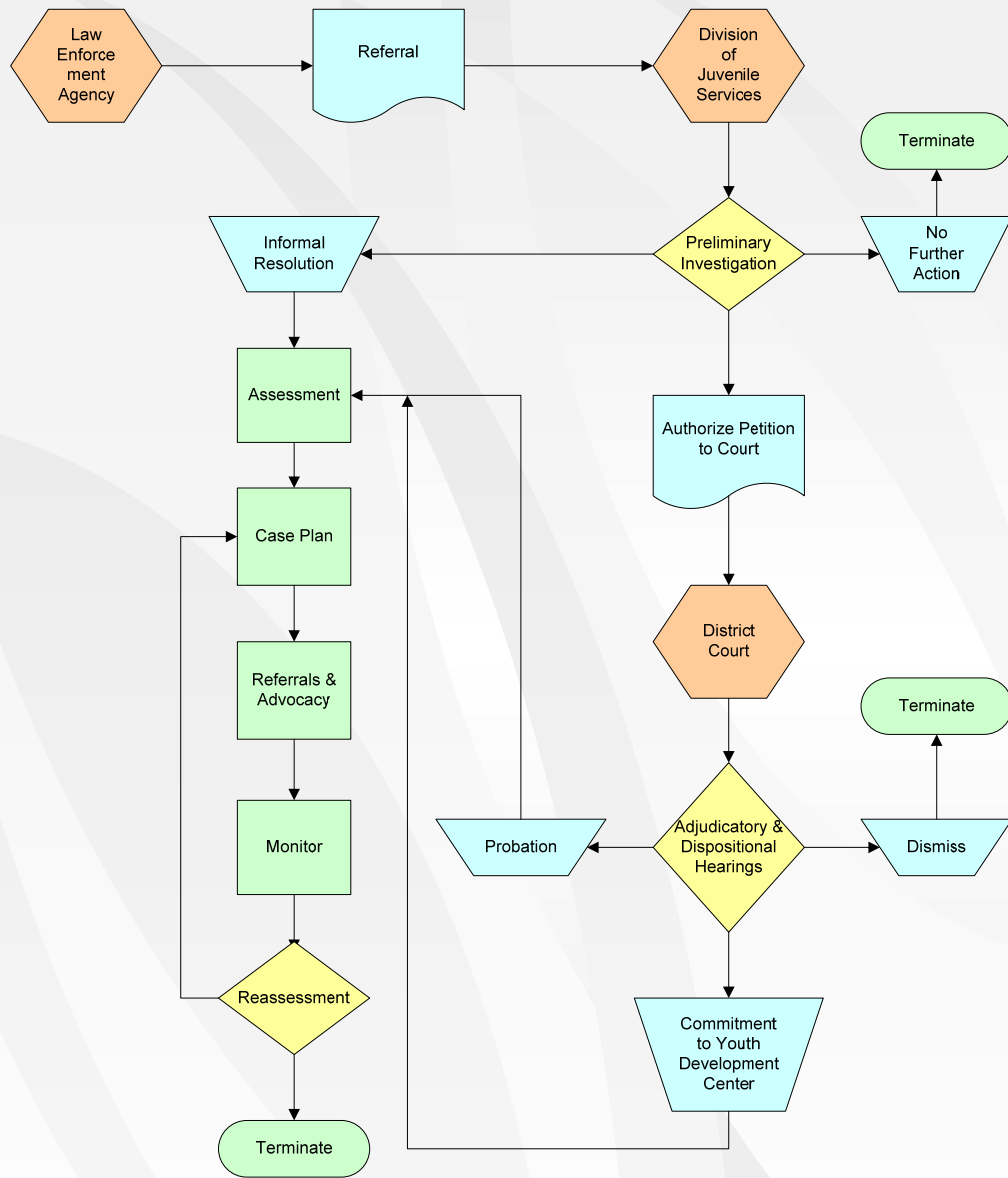 Law
Enforce
ment
Agency
Referral
Division
of
Juvenile
Services
Terminate
Informal
Resolution
Preliminary
Investigation
No
Further
Action
Assessment
Authorize Petition
to Court
Case Plan
District
Court
Referrals &
Advocacy
Terminate
Monitor
Probation
Adjudicatory &
Dispositional
Hearings
Dismiss
Reassessment
Commitment
to Youth
Development
Center
Terminate